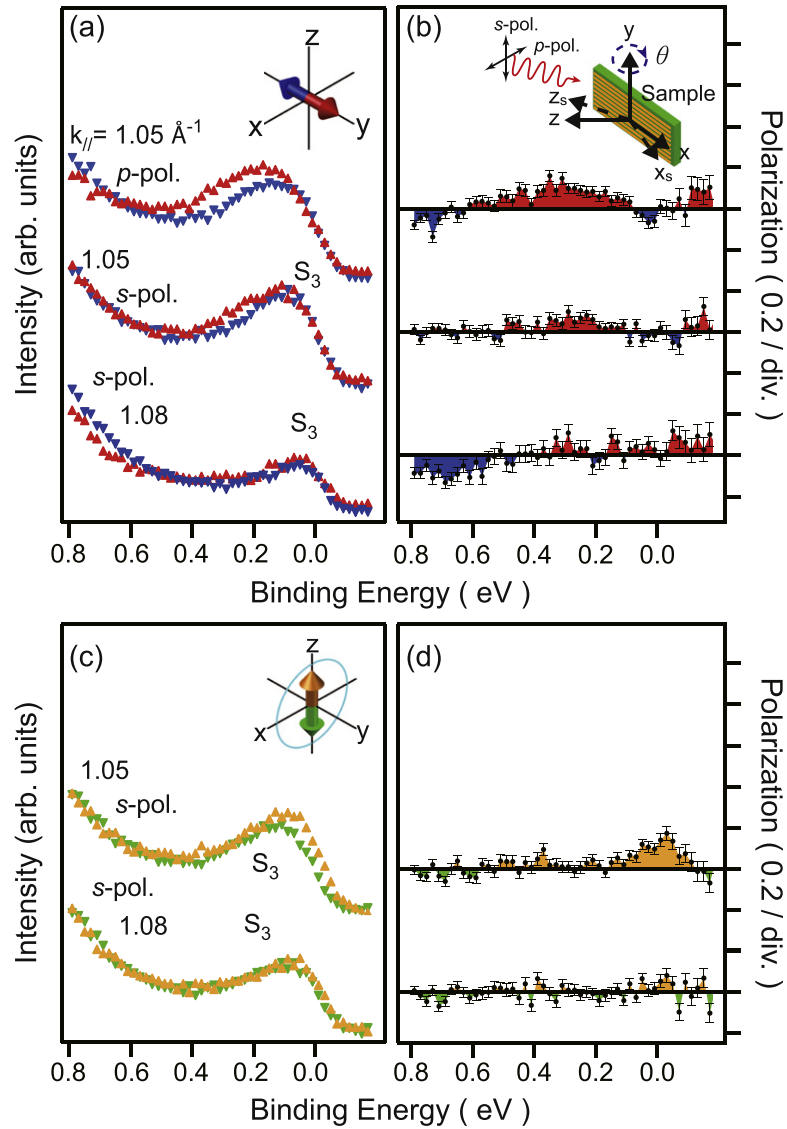 (a)
z
x
y
k//= 1.05 Å-1
p-pol.
1.05
s-pol.
S3
s-pol.
1.08
S3
Intensity (arb. units)
0.8
0.6
0.4
0.2
0.0
Binding Energy ( eV )
(b)
s-pol.
p-pol.
y
θ
Sample
zs
z
x
xs
Polarization ( 0.2 / div. )
0.8
0.6
0.4
0.2
0.0
Binding Energy ( eV )
(c)
z
x
y
1.05
s-pol.
S3
s-pol.
1.08
S3
Intensity (arb. units)
0.8
0.6
0.4
0.2
0.0
Binding Energy ( eV )
(d)
Polarization ( 0.2 / div. )
0.8
0.6
0.4
0.2
0.0
Binding Energy ( eV )